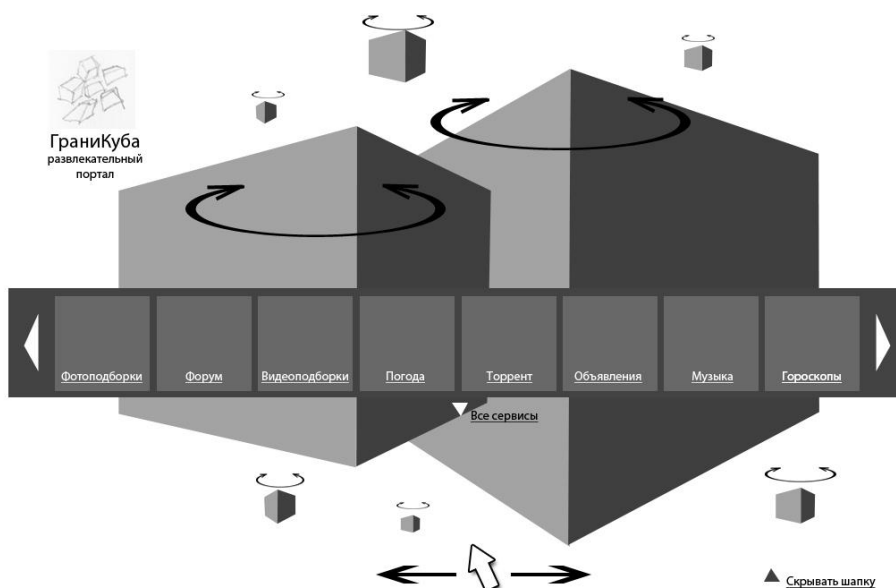 ГраниКуба
развлекательный
портал
Фотоподборки
Форум
Видеоподборки
Погода
Торрент
Объявления
Музыка
Гороскопы
Все сервисы
Скрывать шапку